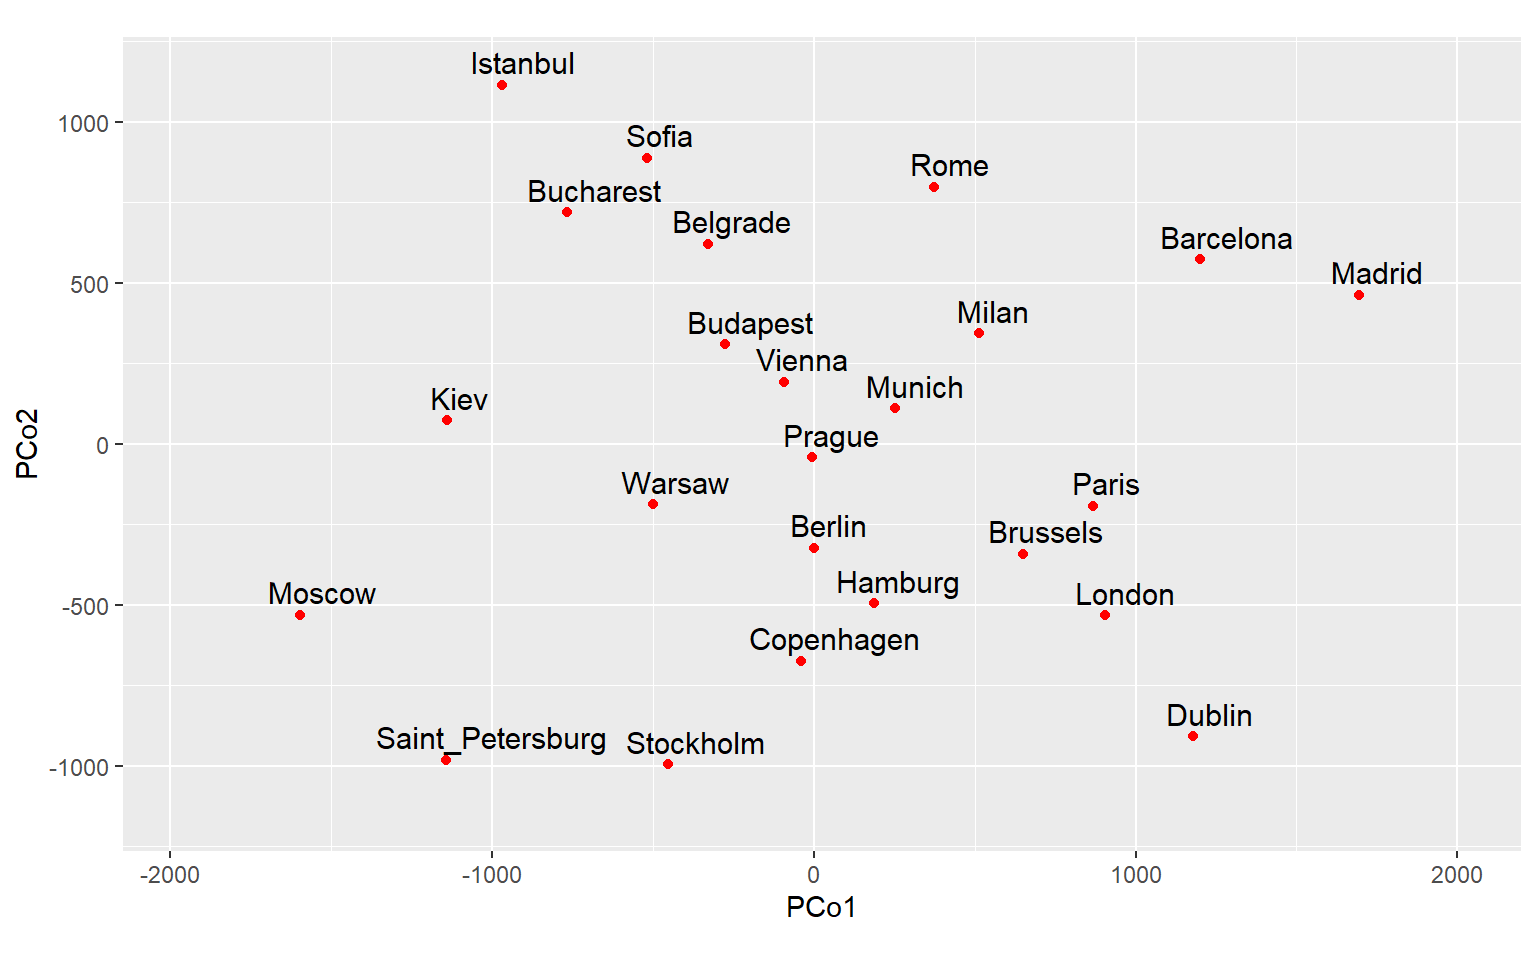 Istanbul
1000
Sofia
Rome
Bucharest
Belgrade
Barcelona
Madrid
500
Milan
Budapest
Vienna
Munich
Kiev
Prague
0
PCo2
Warsaw
Paris
Berlin
Brussels
Hamburg
Moscow
London
-500
Copenhagen
Dublin
Saint_Petersburg
Stockholm
-1000
-2000 -1000 0 1000 2000
PCo1